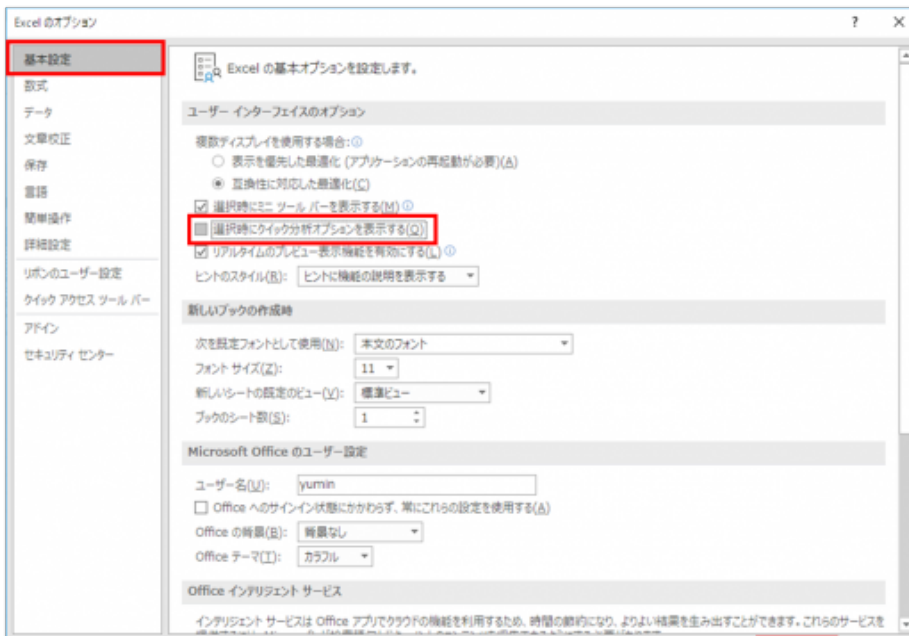 Excel のオプション
基本設定
数式
データ
文章校正
保存
言語
簡単操作
詳細設定
リボンのユーザー設定
クイック アクセス ツール バー
アドイン
セキュリティ センター
Excel の基本オプションを設定します。
ユーザー インターフェイスのオプション
複数ディスプレイを使用する場合:
表示を優先した最適化 (アプリケーションの再起動が必要)(A)
互換性に対応した最適化(C)
選択時にミニ ツール バーを表示する(M)
選択時にクイック分析オプションを表示する(Q)
リアルタイムのプレビュー表示機能を有効にする(L)
ヒントのスタイル(R): ヒントに機能の説明を表示する
新しいブックの作成時
次を既定フォントとして使用(N): 本文のフォント
フォント サイズ(Z): 11
新しいシートの既定のビュー(V): 標準ビュー
ブックのシート数(S): 1
Microsoft Office のユーザー設定
ユーザー名(U): yumin
Office へのサインイン状態にかかわらず、常にこれらの設定を使用する(A)
Office の背景(B): 背景なし
Office テーマ(T): カラフル
Office インテリジェント サービス
インテリジェント サービスは Office アプリでクラウドの機能を利用するため、時間の節約になり、よりよい結果を生み出すことができます。これらのサービスを